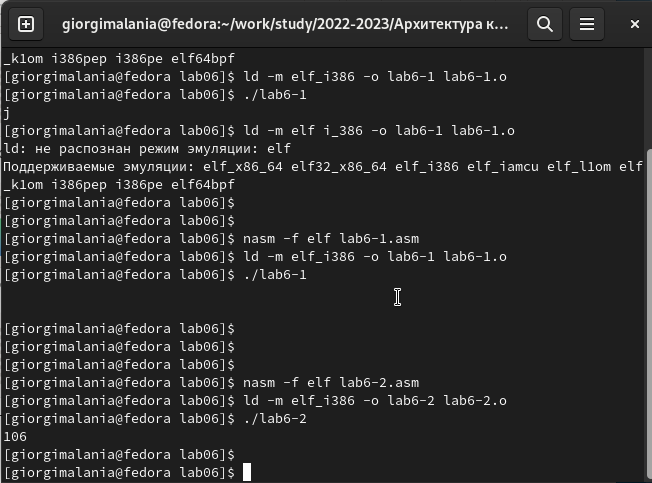 giorgimalania@fedora:~/work/study/2022-2023/Архитектура к...
_k1om i386pep i386pe elf64bpf
[giorgimalania@fedora lab06]$ ld -m elf_i386 -o lab6-1 lab6-1.o
[giorgimalania@fedora lab06]$ ./lab6-1
j
[giorgimalania@fedora lab06]$ ld -m elf i_386 -o lab6-1 lab6-1.o
ld: не распознан режим эмуляции: elf
Поддерживаемые эмуляции: elf_x86_64 elf32_x86_64 elf_i386 elf_iamcu elf_l1om elf
_k1om i386pep i386pe elf64bpf
[giorgimalania@fedora lab06]$
[giorgimalania@fedora lab06]$
[giorgimalania@fedora lab06]$ nasm -f elf lab6-1.asm
[giorgimalania@fedora lab06]$ ld -m elf_i386 -o lab6-1 lab6-1.o
[giorgimalania@fedora lab06]$ ./lab6-1
[giorgimalania@fedora lab06]$
[giorgimalania@fedora lab06]$
[giorgimalania@fedora lab06]$
[giorgimalania@fedora lab06]$ nasm -f elf lab6-2.asm
[giorgimalania@fedora lab06]$ ld -m elf_i386 -o lab6-2 lab6-2.o
[giorgimalania@fedora lab06]$ ./lab6-2
106
[giorgimalania@fedora lab06]$
[giorgimalania@fedora lab06]$